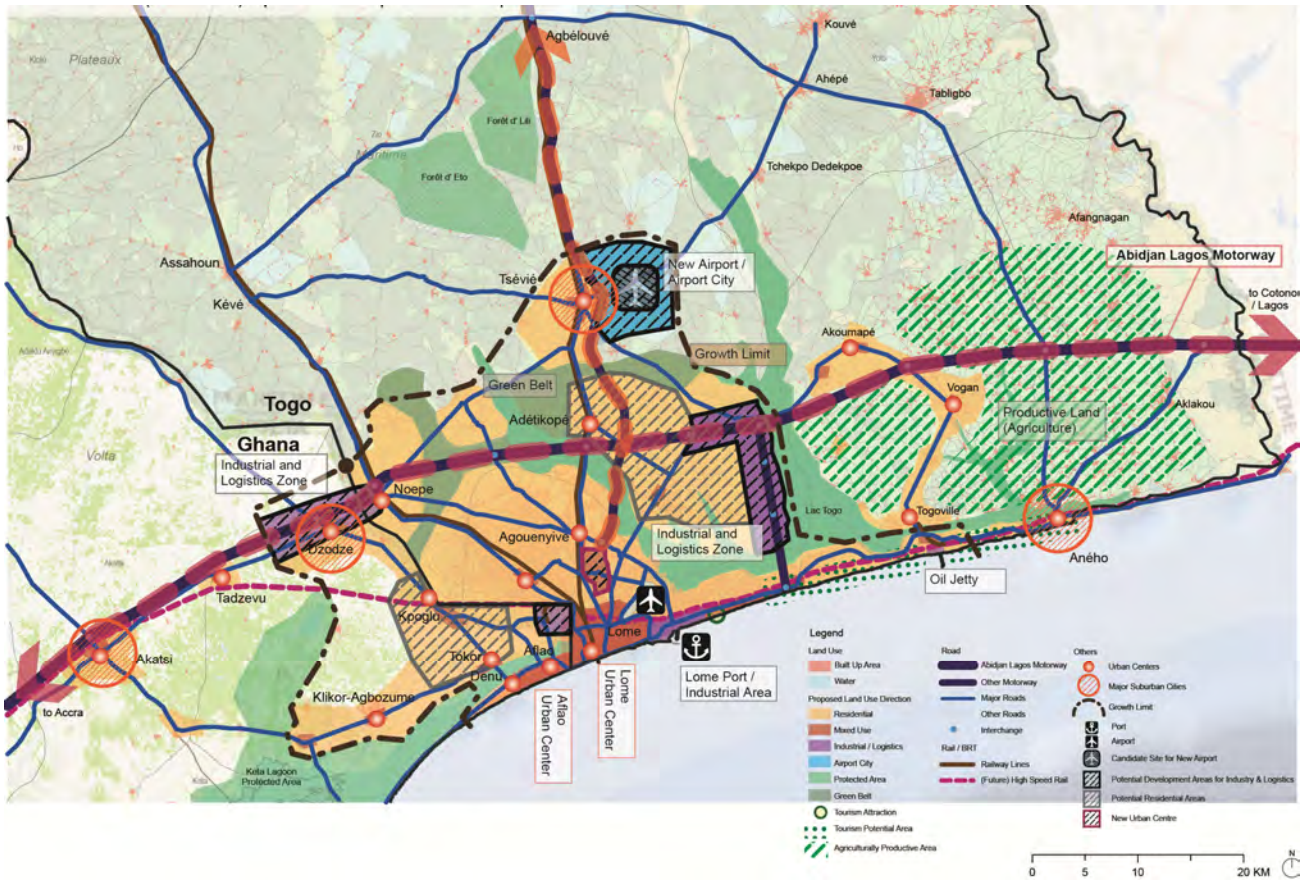 Agbélouvé
Kouvé
Plateaux
Ahépé
Tabligbo
Forêt d' Lili
Zio
Maritime
Forêt d' Eto
Tchekpo Dedekpoe
Afangnagan
Assahoun
Tsévié
New Airport /
Airport City
Abidjan Lagos Motorway
Kévé
to Cotonou
/ Lagos
Akoumapé
Growth Limit
Green Belt
Vogan
Togo
Adétikopé
Aklakou
Productive Land
(Agriculture)
Ghana
Volta
Industrial and
Logistics Zone
Noepe
Lac Togo
Togoville
Agouenyive
Industrial and
Logistics Zone
Dzodze
Aného
Oil Jetty
Tadzevu
Kpoglu
Lome
Akatsi
Tokor
Aflao
Denu
Lome Port /
Industrial Area
Klikor-Agbozume
to Accra
Aflao
Urban Center
Lome
Urban Center
Keta Lagoon
Protected Area
Keta
Legend
Land Use
Built Up Area
Water
Proposed Land Use Direction
Residential
Mixed Use
Industrial / Logistics
Airport City
Protected Area
Green Belt
Tourism Attraction
Tourism Potential Area
Agriculturally Productive Area
Road
Abidjan Lagos Motorway
Other Motorway
Major Roads
Other Roads
Interchange
Rail / BRT
Railway Lines
(Future) High Speed Rail
Others
Urban Centers
Major Suburban Cities
Growth Limit
Port
Airport
Candidate Site for New Airport
Potential Development Areas for Industry & Logistics
Potential Residential Areas
New Urban Centre
N
0 5 10 20 KM